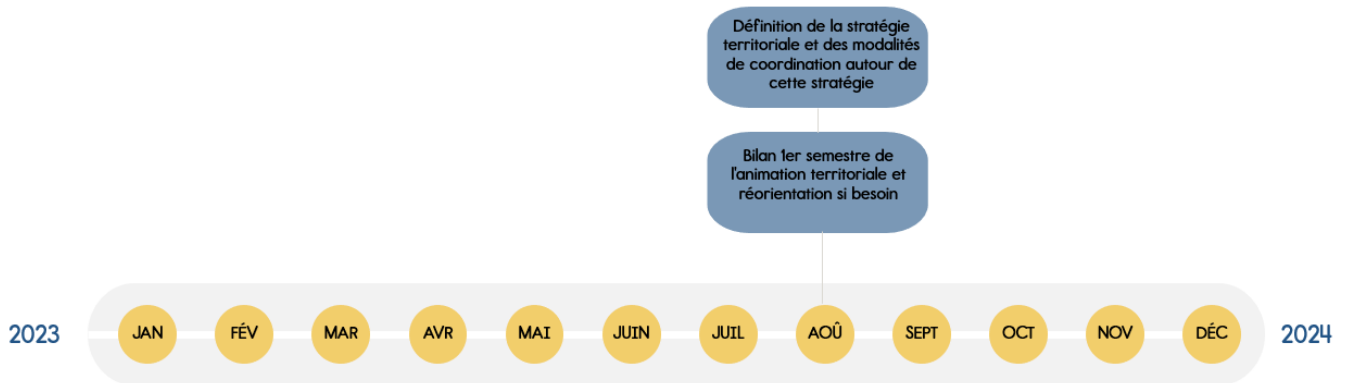 Définition de la stratégie
territoriale et des modalités
de coordination autour de
cette stratégie
Bilan 1er semestre de
l'animation territoriale et
réorientation si besoin
2023
JAN
FÉV
MAR
AVR
MAI
JUIN
JUIL
AOÛ
SEPT
OCT
NOV
DÉC
2024